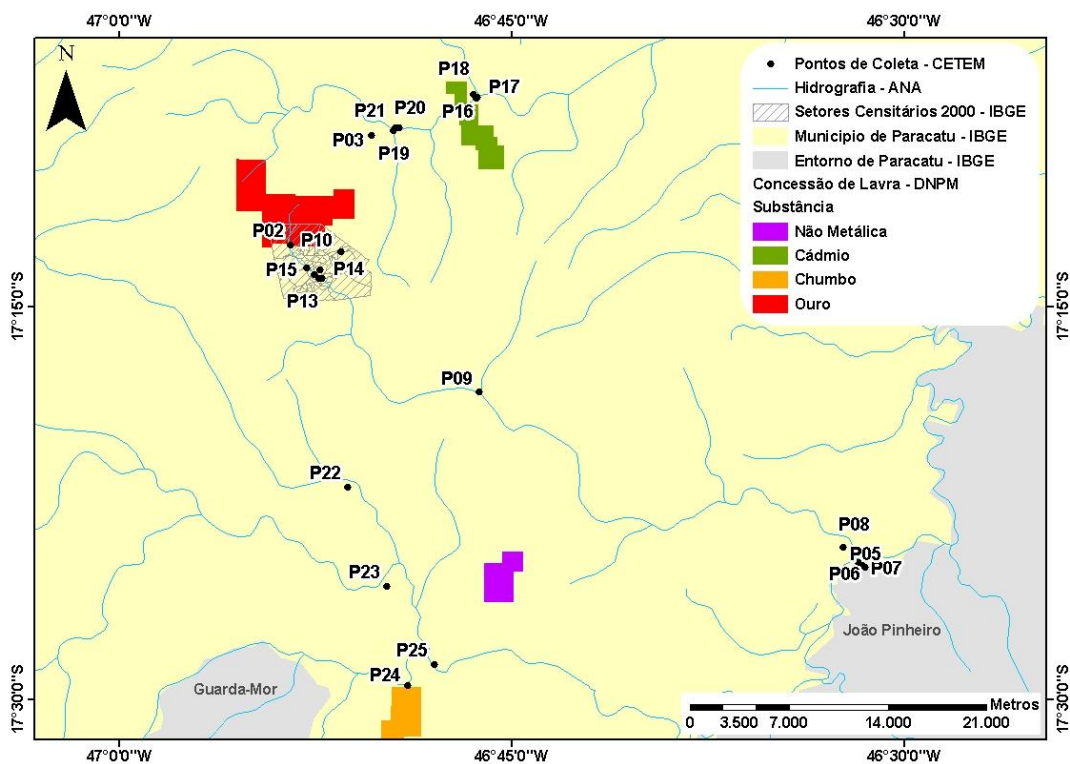 47°0'0"W 46°45'0"W 46°30'0"W
N
P18
P17
P16
P21 P20
P03
P19
Pontos de Coleta - CETEM
Hidrografia - ANA
Setores Censitários 2000 - IBGE
Município de Paracatu - IBGE
Entorno de Paracatu - IBGE
Concessão de Lavra - DNPM
Substância
Não Metálica
Cádmio
Chumbo
Ouro
P02 P10
P15 P14
P13
17°15'0"S 17°15'0"S
P09
P22
P08
P05
P06 P07
P23
João Pinheiro
P25
P24
Guarda-Mor
17°30'0"S 17°30'0"S
Metros
0 3.500 7.000 14.000 21.000
47°0'0"W 46°45'0"W 46°30'0"W